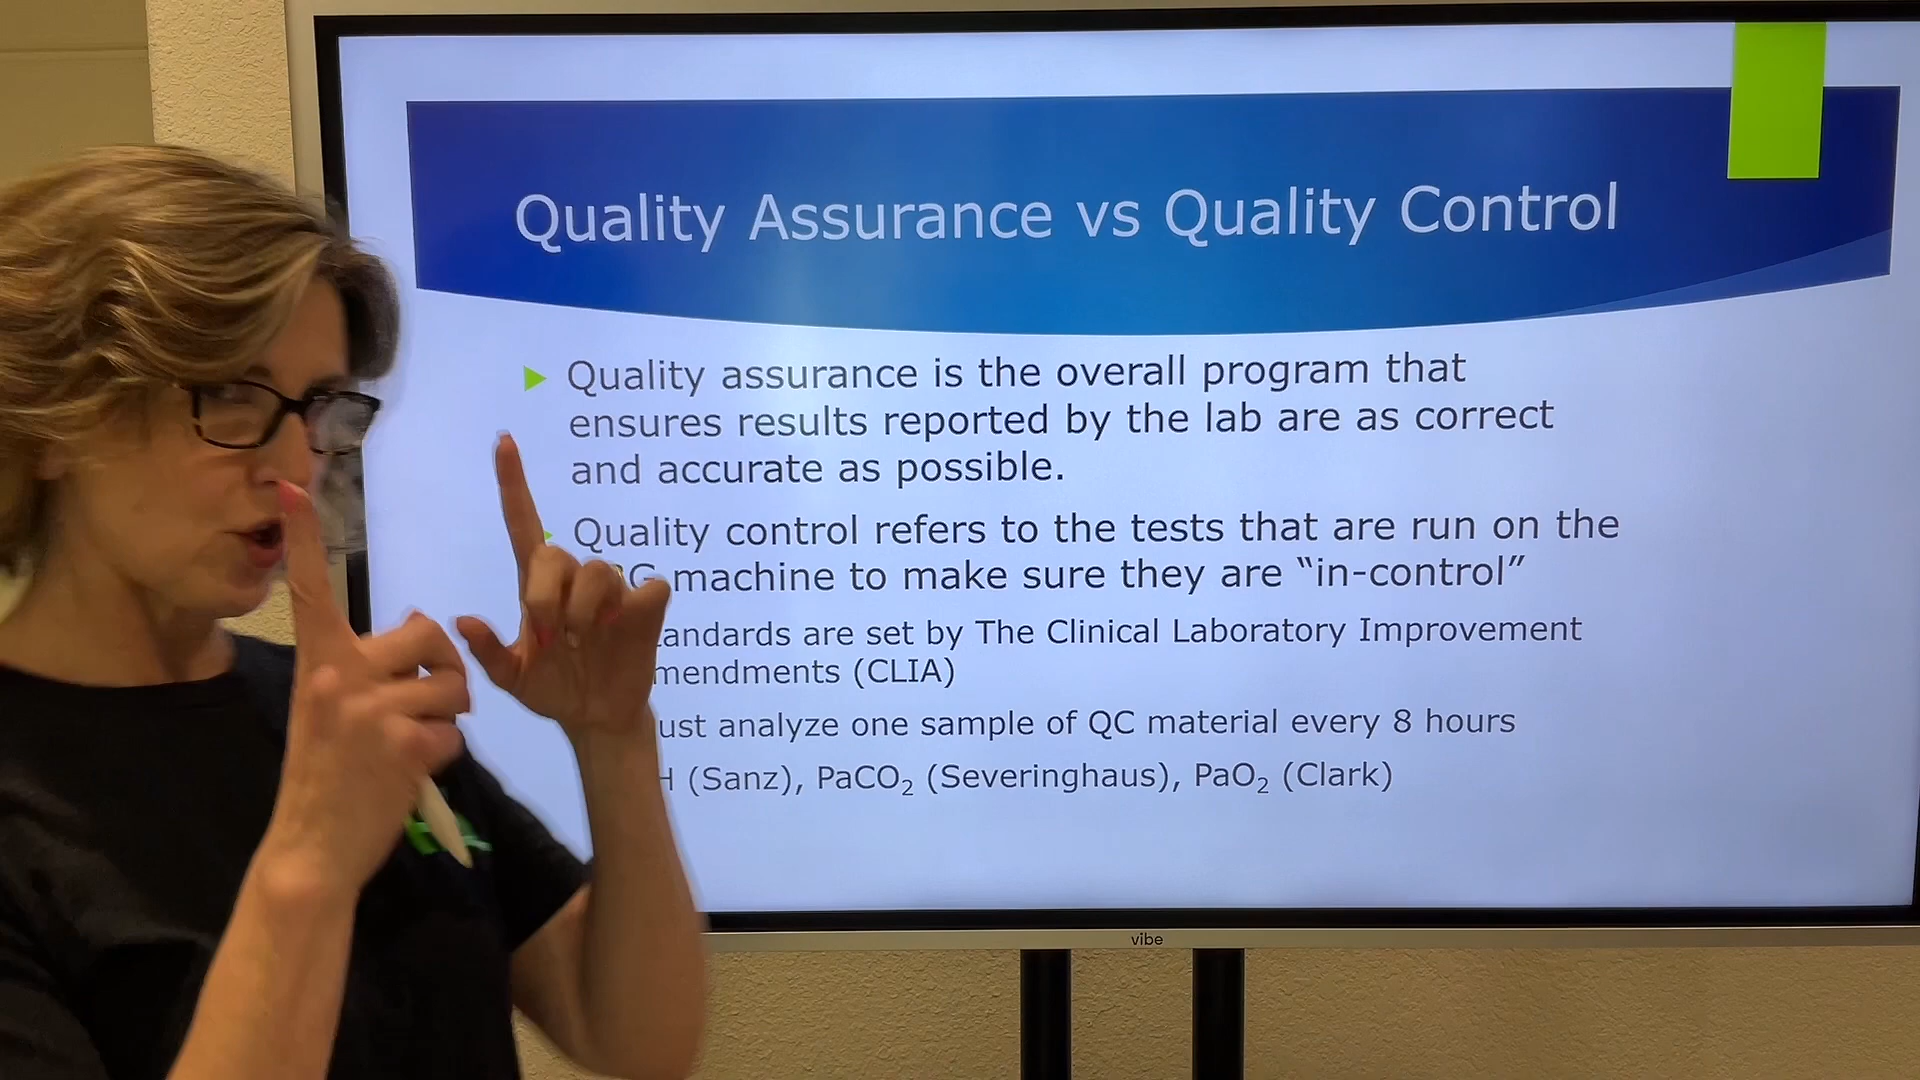 Quality Assurance vs Quality Control
Quality assurance is the overall program that
ensures results reported by the lab are as correct
and accurate as possible.
Quality control refers to the tests that are run on the
machine to make sure they are “in-control”
are set by The Clinical Laboratory Improvement
(CLIA)
analyze one sample of QC material every 8 hours
(Sanz), PaCO₂ (Severinghaus), PaO₂ (Clark)
vibe